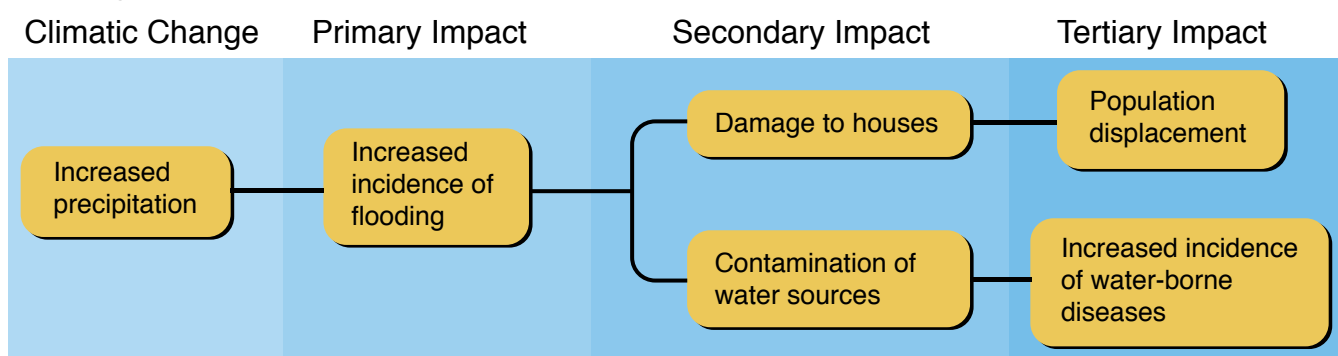 Climatic Change
Primary Impact
Secondary Impact
Tertiary Impact
Increased
precipitation
Increased
incidence of
flooding
Damage to houses
Population
displacement
Contamination of
water sources
Increased incidence
of water-borne
diseases